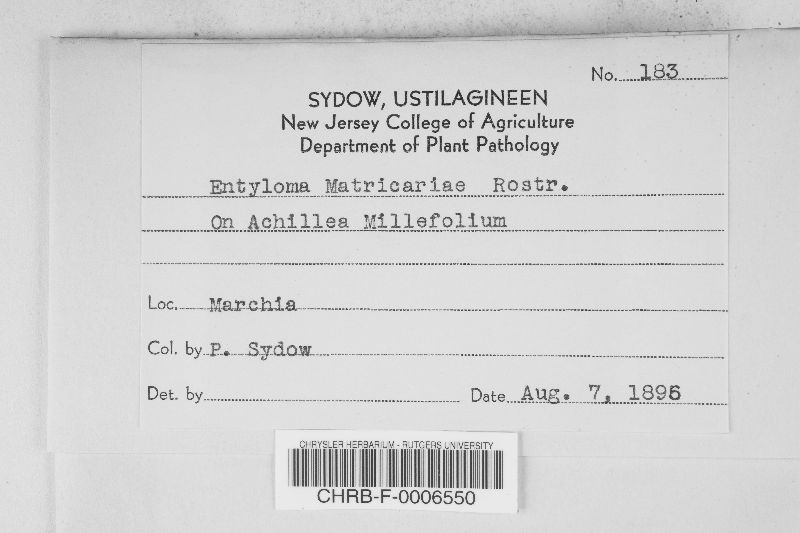 No. 183
SYDOW, USTILAGINEEN
New Jersey College of Agriculture
Department of Plant Pathology
Entyloma Matricariae Rostr.
On Achillea Millefolium
Loc. Marchia
Col. by P. Sydow
Det. by
Date Aug. 7, 1896
CHRYSLER HERBARIUM - RUTGERS UNIVERSITY
CHRB-F-0006550